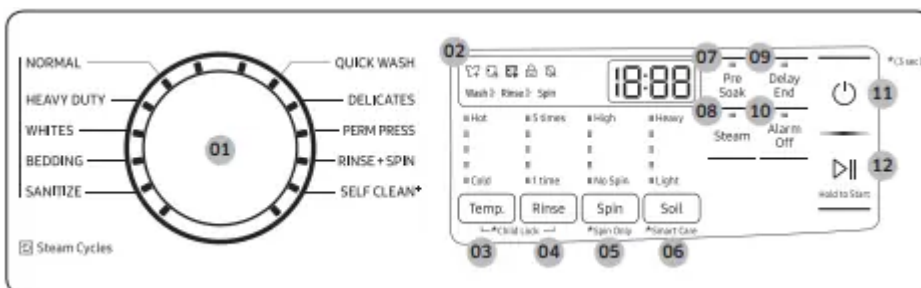 NORMAL
HEAVY DUTY
WHITES
BEDDING
SANITIZE
Steam Cycles
01
QUICK WASH
DELICATES
PERM PRESS
RINSE+SPIN
SELF CLEAN+
02
Wash Rinse Spin
18:88
Hot 5 times High Heavy
Cold 1 time No Spin Light
Temp. Rinse Spin Soil
*Child Lock *Spin Only *Smart Care
03 04 05 06
07 09
Pre Soak
Delay End
08 10
Steam
Alarm Off
*(3 sec)
11
12
Hold to Start